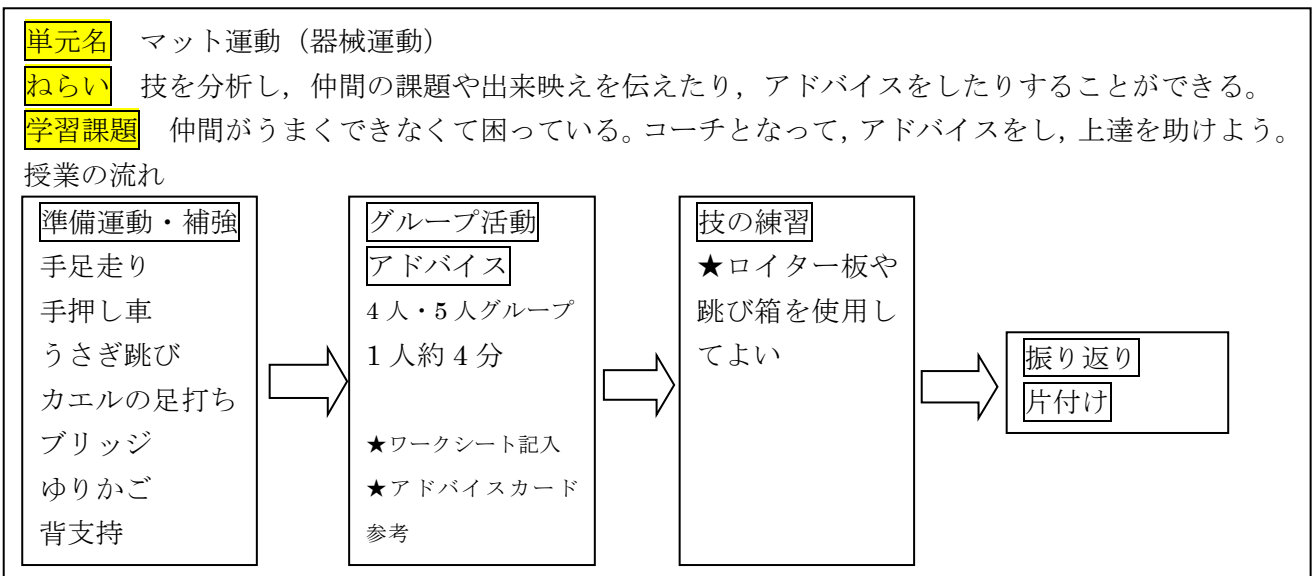 単元名 マット運動（器械運動）
ねらい 技を分析し，仲間の課題や出来映えを伝えたり，アドバイスをしたりすることができる。
学習課題 仲間がうまくできなくて困っている。コーチとなって，アドバイスをし，上達を助けよう。
授業の流れ
準備運動・補強
手足走り
手押し車
うさぎ跳び
カエルの足打ち
ブリッジ
ゆりかご
背支持
グループ活動
アドバイス
4人・5人グループ
1人約4分
★ワークシート記入
★アドバイスカード
参考
技の練習
★ロイター板や
跳び箱を使用し
てよい
振り返り
片付け